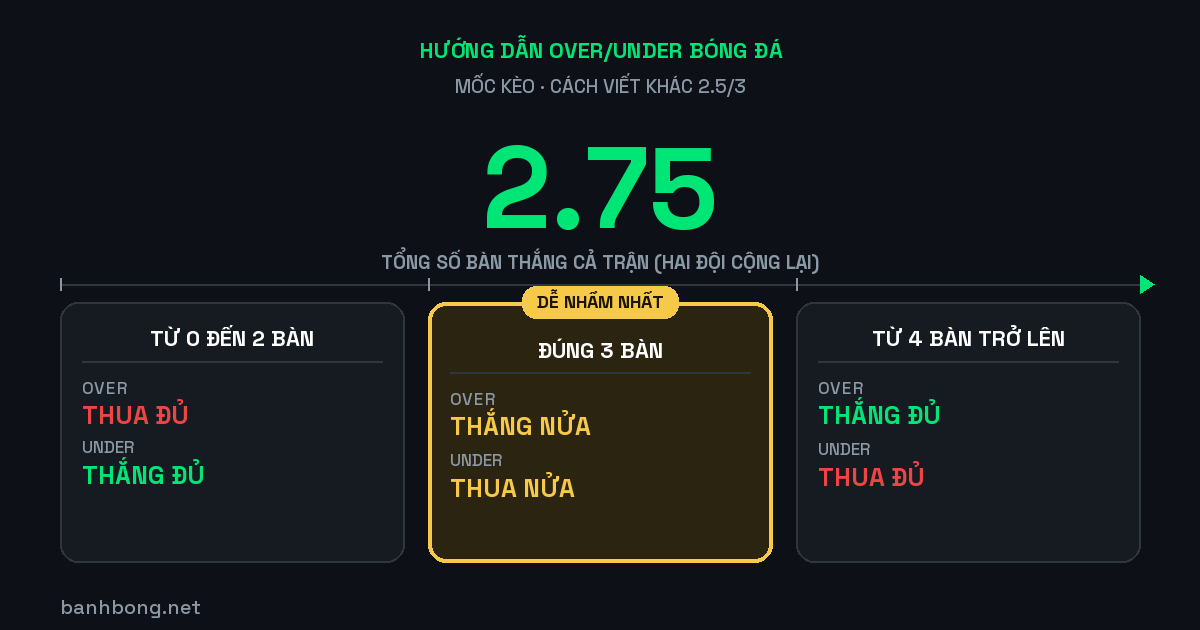 HƯỚNG DẪN OVER/UNDER BÓNG ĐÁ
MỐC KÈO · CÁCH VIẾT KHÁC 2.5/3
2.75
TỔNG SỐ BÀN THẮNG CẢ TRẬN (HAI ĐỘI CỘNG LẠI)
TỪ 0 ĐẾN 2 BÀN
OVER
THUA ĐỦ
UNDER
THẮNG ĐỦ
DỄ NHẦM NHẤT
ĐÚNG 3 BÀN
OVER
THẮNG NỬA
UNDER
THUA NỬA
TỪ 4 BÀN TRỞ LÊN
OVER
THẮNG ĐỦ
UNDER
THUA ĐỦ
banhbong.net